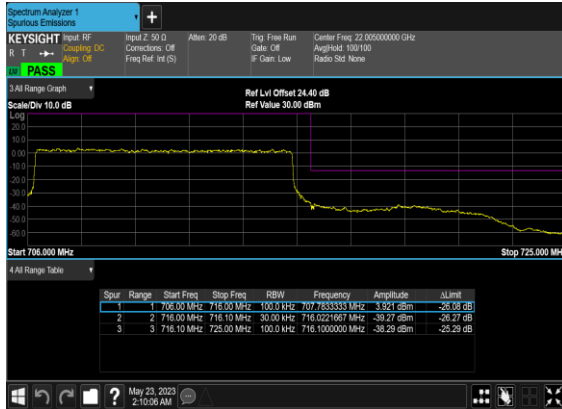 Spectrum Analyzer 1
Spurious Emissions
+
KEYSIGHT Input: RF Input Z: 50 Ω Atten: 20 dB Trig: Free Run Center Freq: 22.005000000 GHz
R T Coupling: DC Corrections: Off Gate: Off Avg|Hold: 100/100
Align: Off Freq Ref: Int (S) IF Gain: Low Radio Std: None
PASS
3 All Range Graph
Ref Lvl Offset 24.40 dB
Scale/Div 10.0 dB Ref Value 30.00 dBm
Log
20.0
10.0
0.00
-10.0
-20.0
-30.0
-40.0
-50.0
-60.0
Start 706.000 MHz Stop 725.000 MH
4 All Range Table
Spur Range Start Freq Stop Freq RBW Frequency Amplitude ΔLimit
1 1 706.00 MHz 716.00 MHz 100.0 kHz 707.7833333 MHz 3.921 dBm -26.08 dB
2 2 716.00 MHz 716.10 MHz 30.00 kHz 716.0221667 MHz -39.27 dBm -26.27 dB
3 3 716.10 MHz 725.00 MHz 100.0 kHz 716.1000000 MHz -38.29 dBm -25.29 dB
? May 23, 2023
2:10:06 AM